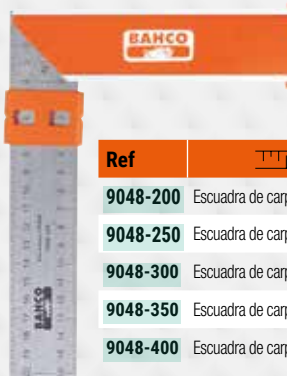 BAHCO
Ref
9048-200 Escuadra de carp
9048-250 Escuadra de carp
9048-300 Escuadra de carp
9048-350 Escuadra de carp
9048-400 Escuadra de carp
BAHCO